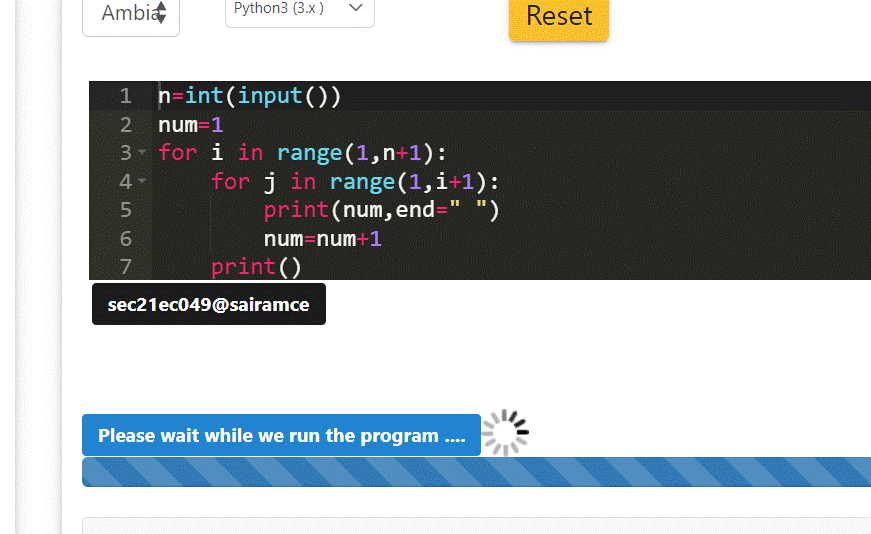 Ambia
Python3 (3.x )
Reset
1 n=int(input())
2 num=1
3 for i in range(1,n+1):
4     for j in range(1,i+1):
5         print(num,end=" ")
6         num=num+1
7     print()
sec21ec049@sairamce
Please wait while we run the program ....